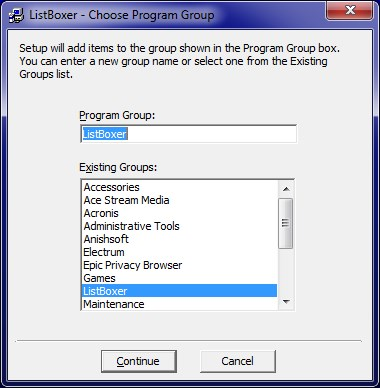 ListBoxer - Choose Program Group
Setup will add items to the group shown in the Program Group box.
You can enter a new group name or select one from the Existing
Groups list.
Program Group:
ListBoxer
Existing Groups:
Accessories
Ace Stream Media
Acronis
Administrative Tools
Anishsoft
Electrum
Epic Privacy Browser
Games
ListBoxer
Maintenance
Continue
Cancel